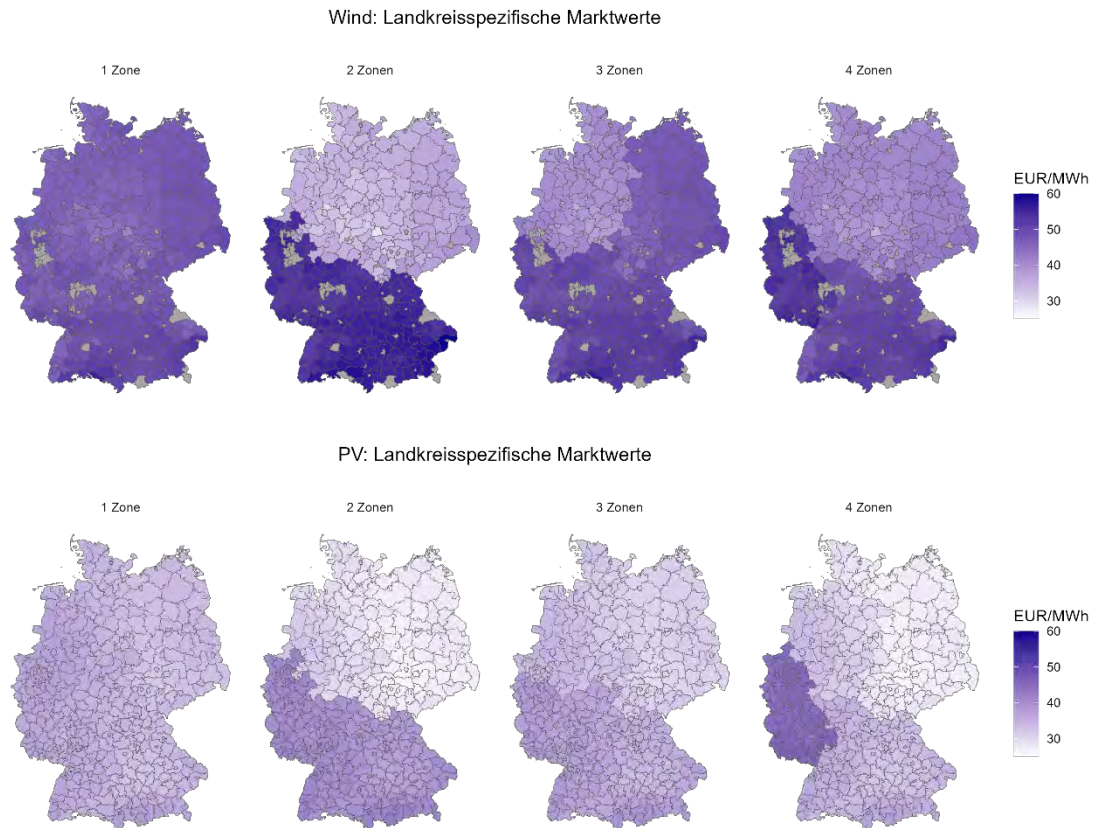 Wind: Landkreisspezifische Marktwerte
1 Zone 2 Zonen 3 Zonen 4 Zonen
EUR/MWh
60
50
40
30
PV: Landkreisspezifische Marktwerte
1 Zone 2 Zonen 3 Zonen 4 Zonen
EUR/MWh
60
50
40
30